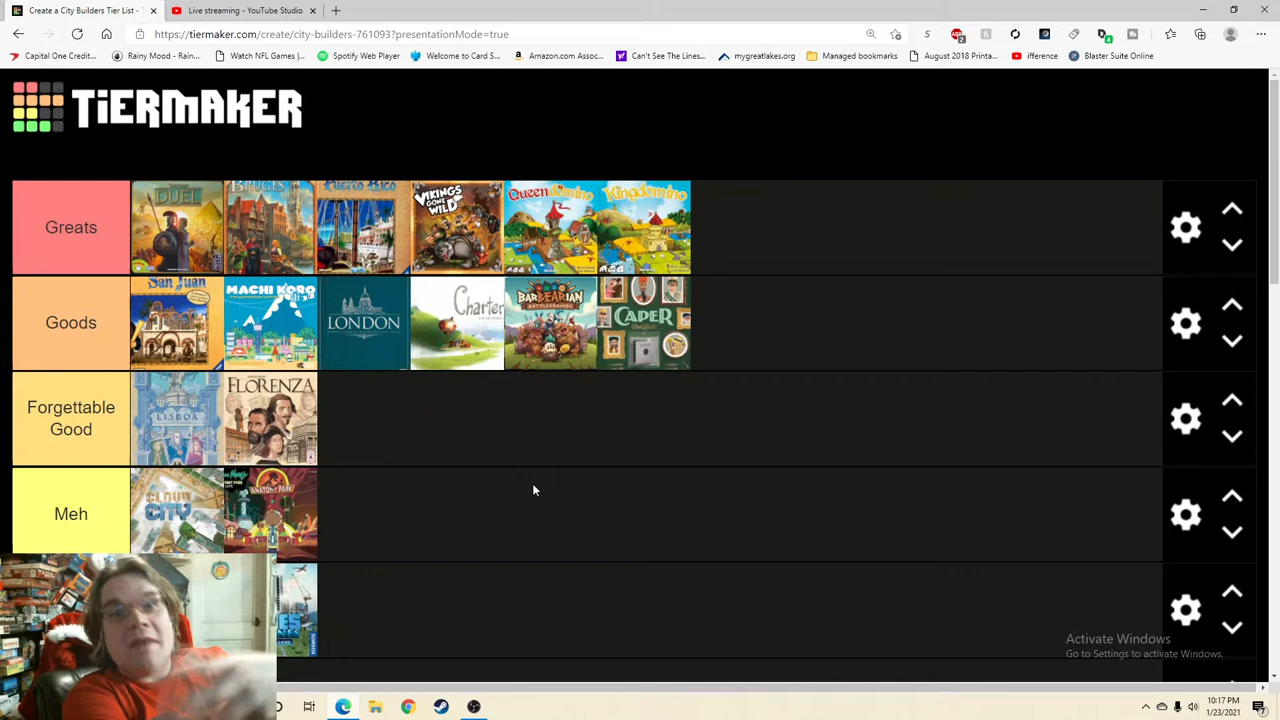 Create a City Builders Tier List
Live streaming - YouTube Studio
https://tiermaker.com/create/city-builders-761093?presentationMode=true
Capital One Credit...
Rainy Mood - Rain...
Watch NFL Games |...
Spotify Web Player
Welcome to Card S...
Amazon.com Assoc...
Can't See The Lines...
mygreatlakes.org
Managed bookmarks
August 2018 Printa...
ifference
Blaster Suite Online
TiERMAKER
Greats
DUEL
BRUGES
Puerto Rico
VIKINGS
GONE
WILD
Queendomino
Kingdomino
Goods
San Juan
MACHI KORO
LONDON
Charter
BARBEARIAN
BATTLEGROUNDS
CAPER
Forgettable
Good
LISBOA
FLORENZA
Meh
CLOUD
CITY
ANATOMY PARK
KOSMOS
Activate Windows
Go to Settings to activate Windows.
10:17 PM
1/23/2021